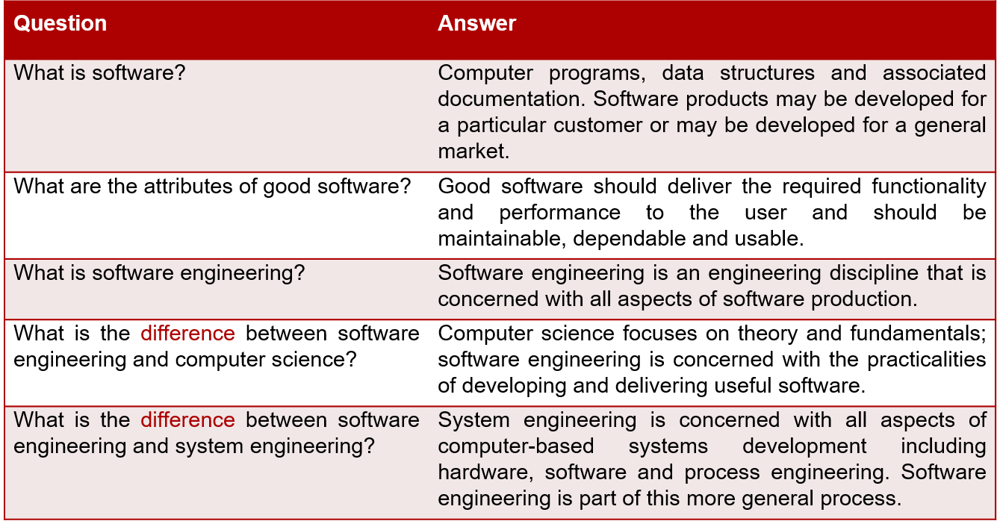 Question
Answer
What is software?
Computer programs, data structures and associated
documentation. Software products may be developed for
a particular customer or may be developed for a general
market.
What are the attributes of good software?
Good software should deliver the required functionality
and performance to the user and should be
maintainable, dependable and usable.
What is software engineering?
Software engineering is an engineering discipline that is
concerned with all aspects of software production.
What is the difference between software
engineering and computer science?
Computer science focuses on theory and fundamentals;
software engineering is concerned with the practicalities
of developing and delivering useful software.
What is the difference between software
engineering and system engineering?
System engineering is concerned with all aspects of
computer-based systems development including
hardware, software and process engineering. Software
engineering is part of this more general process.